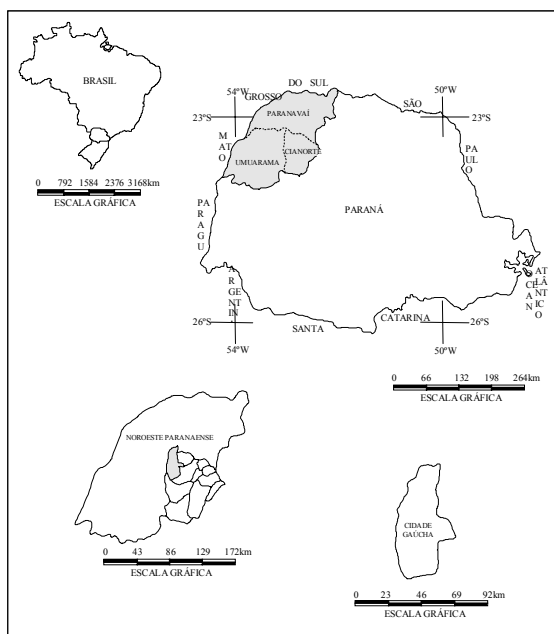 BRASIL
0 792 1584 2376 3168km
ESCALA GRÁFICA
54°W
GROSSO DO SUL
50°W
23°S
SÃO
23°S
PARANAVAÍ
MATO
CIANORTE
UMUARAMA
PAULO
PARAGU
PARANÁ
ARGENTIN
OCEAN
ATLÂNTICO
26°S
SANTA
CATARINA
26°S
54°W
50°W
0 66 132 198 264km
ESCALA GRÁFICA
NOROESTE PARANAENSE
0 43 86 129 172km
ESCALA GRÁFICA
CIDADE
GAÚCHA
0 23 46 69 92km
ESCALA GRÁFICA